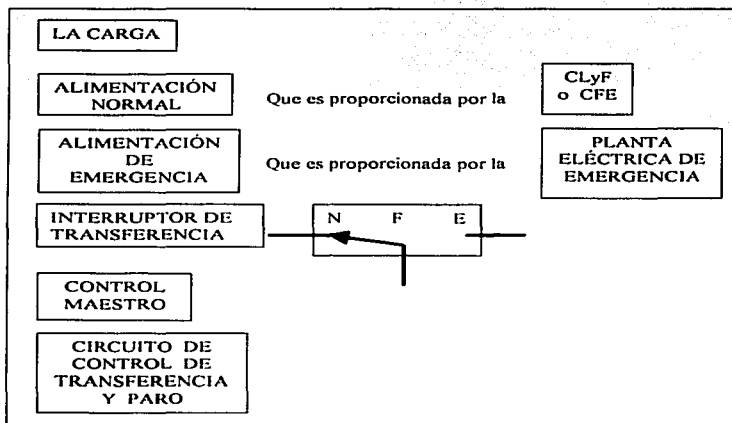 LA CARGA
ALIMENTACIÓN
NORMAL
Que es proporcionada por la
CLyF
o CFE
ALIMENTACIÓN
DE
EMERGENCIA
Que es proporcionada por la
PLANTA
ELÉCTRICA DE
EMERGENCIA
INTERRUPTOR DE
TRANSFERENCIA
N F E
CONTROL
MAESTRO
CIRCUITO DE
CONTROL DE
TRANSFERENCIA
Y PARO